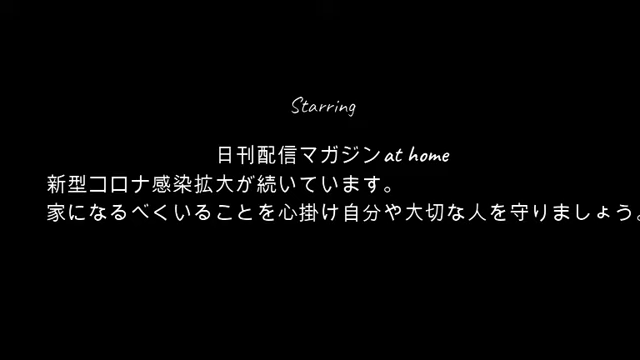 Starring
日刊配信マガジンat home
新型コロナ感染拡大が続いています。
家になるべくいることを心掛け自分や大切な人を守りましょう。